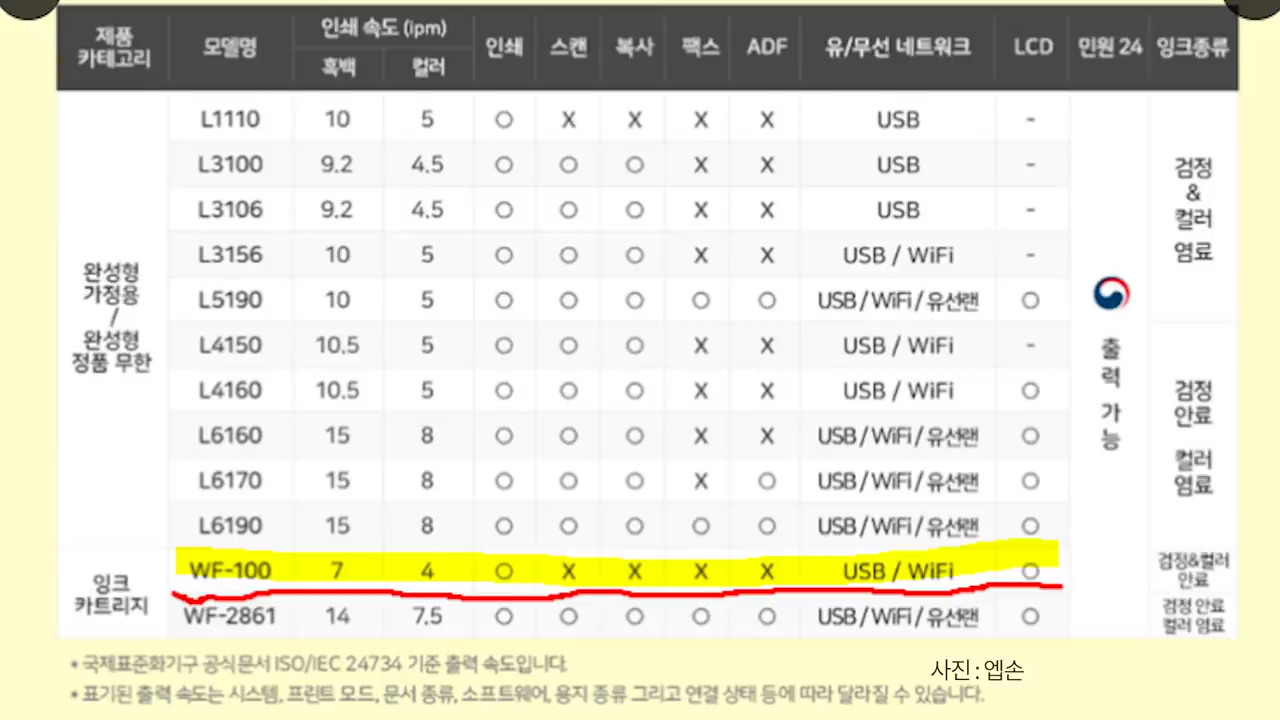 제품 카테고리 모델명 인쇄 속도 (ipm) 흑백 컬러 인쇄 스캔 복사 팩스 ADF 유/무선 네트워크 LCD 민원 24 잉크종류
완성형
가정용
/
완성형
정품 무한
L1110 10 5 ○ X X X X USB -
L3100 9.2 4.5 ○ ○ ○ X X USB -
L3106 9.2 4.5 ○ ○ ○ X X USB -
L3156 10 5 ○ ○ ○ X X USB / WiFi -
L5190 10 5 ○ ○ ○ ○ ○ USB / WiFi / 유선랜 ○
L4150 10.5 5 ○ ○ ○ X X USB / WiFi -
L4160 10.5 5 ○ ○ ○ X X USB / WiFi ○
L6160 15 8 ○ ○ ○ X X USB / WiFi / 유선랜 ○
L6170 15 8 ○ ○ ○ X ○ USB / WiFi / 유선랜 ○
L6190 15 8 ○ ○ ○ ○ ○ USB / WiFi / 유선랜 ○
잉크
카트리지
WF-100 7 4 ○ X X X X USB / WiFi ○
WF-2861 14 7.5 ○ ○ ○ ○ ○ USB / WiFi / 유선랜 ○
출
력
가
능
검정
&
컬러
염료
검정
안료
컬러
염료
검정&컬러
안료
검정 안료
컬러 염료
* 국제표준화기구 공식문서 ISO/IEC 24734 기준 출력 속도입니다.
* 표기된 출력 속도는 시스템, 프린트 모드, 문서 종류, 소프트웨어, 용지 종류 그리고 연결 상태 등에 따라 달라질 수 있습니다.
사진 : 엡손